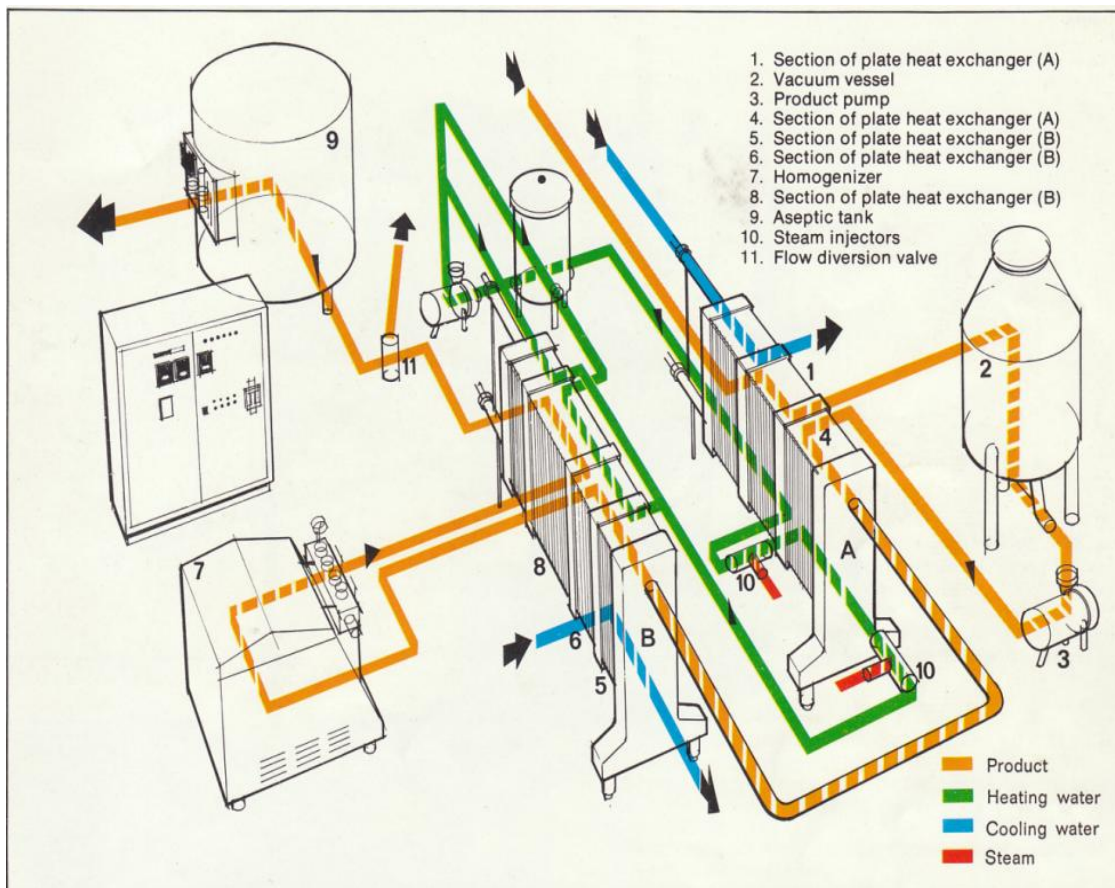 1. Section of plate heat exchanger (A)
2. Vacuum vessel
3. Product pump
4. Section of plate heat exchanger (A)
5. Section of plate heat exchanger (B)
6. Section of plate heat exchanger (B)
7. Homogenizer
8. Section of plate heat exchanger (B)
9. Aseptic tank
10. Steam injectors
11. Flow diversion valve
9
1
2
11
4
7
10
A
8
6
B
5
10
3
Product
Heating water
Cooling water
Steam